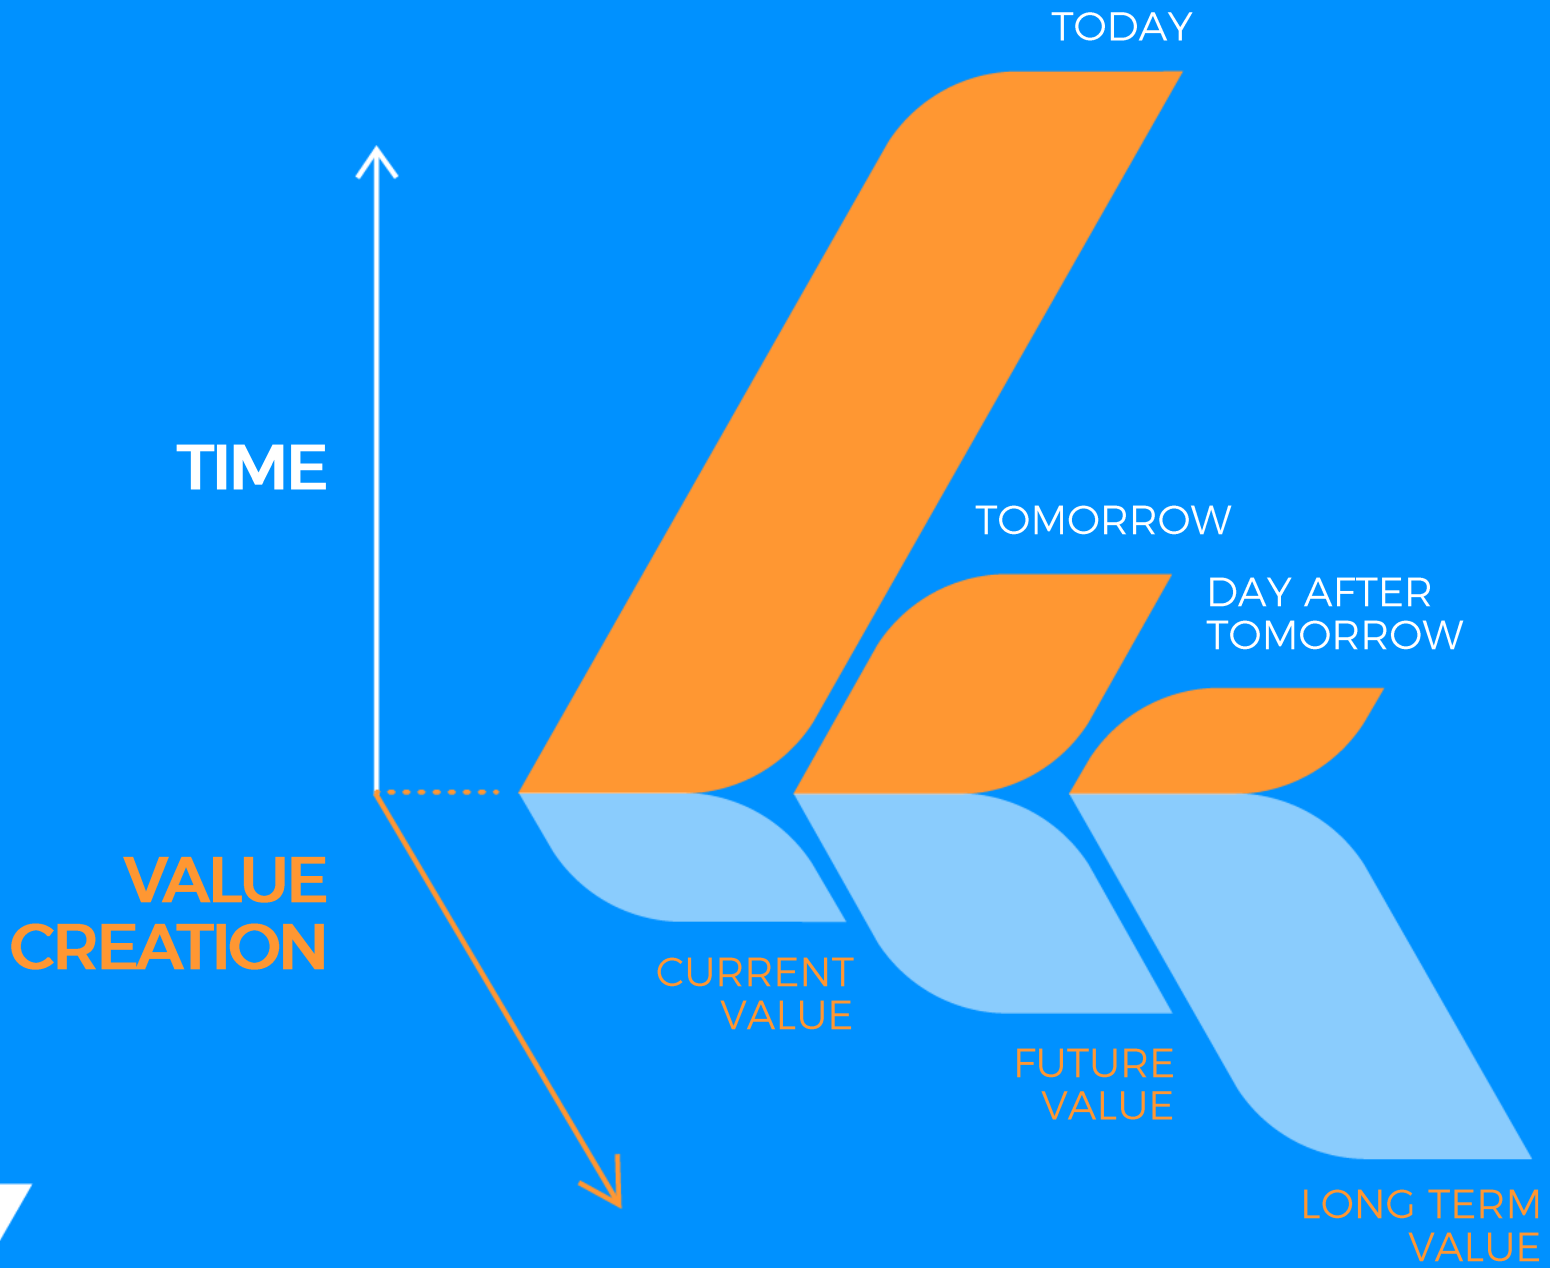 TODAY
TIME
TOMORROW
DAY AFTER
TOMORROW
VALUE
CREATION
CURRENT
VALUE
FUTURE
VALUE
LONG TERM
VALUE